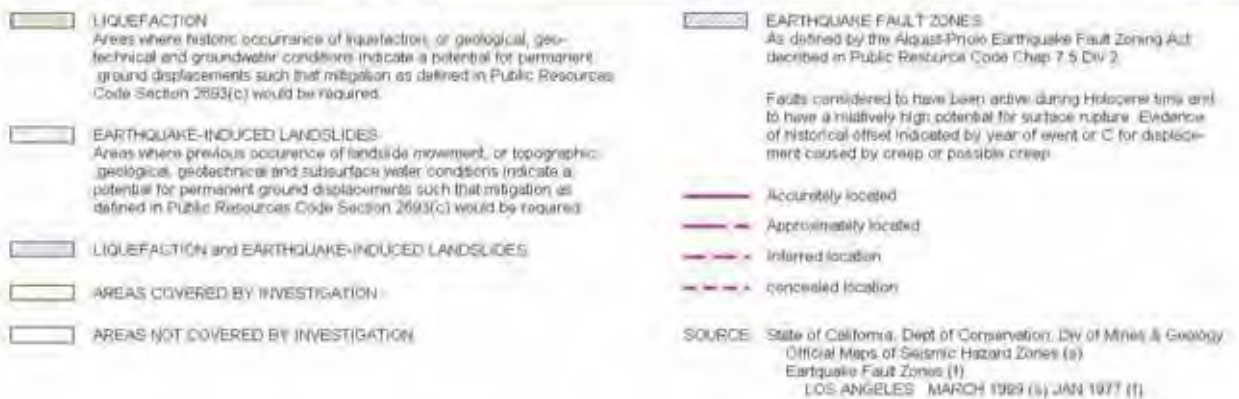 LIQUEFACTION
Areas where historic occurrance of liquefaction, or geological, geo-
technical and groundwater conditions indicate a potential for permanent
ground displacements such that mitigation as defined in Public Resources
Code Section 2693(c) would be required.
EARTHQUAKE-INDUCED LANDSLIDES
Areas where previous occurence of landslide movement, or topographic
geological, geotechnical and subsurface water conditions indicate a
potential for permanent ground displacements such that mitigation as
defined in Public Resources Code Section 2693(c) would be required
LIQUEFACTION and EARTHQUAKE-INDUCED LANDSLIDES
AREAS COVERED BY INVESTIGATION
AREAS NOT COVERED BY INVESTIGATION
EARTHQUAKE FAULT ZONES
As defined by the Alquist-Priolo Earthquake Fault Zoning Act
decribed in Public Resource Code Chap 7.5 Div 2
Faults considered to have been active during Holocene time and
to have a relatively high potential for surface rupture. Evidence
of historical offset indicated by year of event or C for displace-
ment caused by creep or possible creep
Accuretely located
Approximately located
Inferred location
concealed location
SOURCE: State of California, Dept of Conservation, Div of Mines & Geology
Official Maps of Seismic Hazard Zones (s)
Eartquake Fault Zones (f)
LOS ANGELES MARCH 1999 (s) JAN 1977 (f)